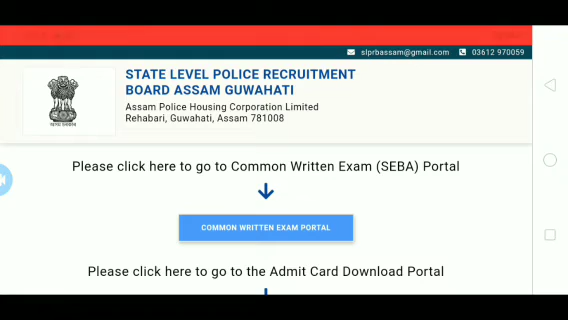 slprbassam@gmail.com 03612 970059
STATE LEVEL POLICE RECRUITMENT
BOARD ASSAM GUWAHATI
Assam Police Housing Corporation Limited
Rehabari, Guwahati, Assam 781008
Please click here to go to Common Written Exam (SEBA) Portal
COMMON WRITTEN EXAM PORTAL
Please click here to go to the Admit Card Download Portal